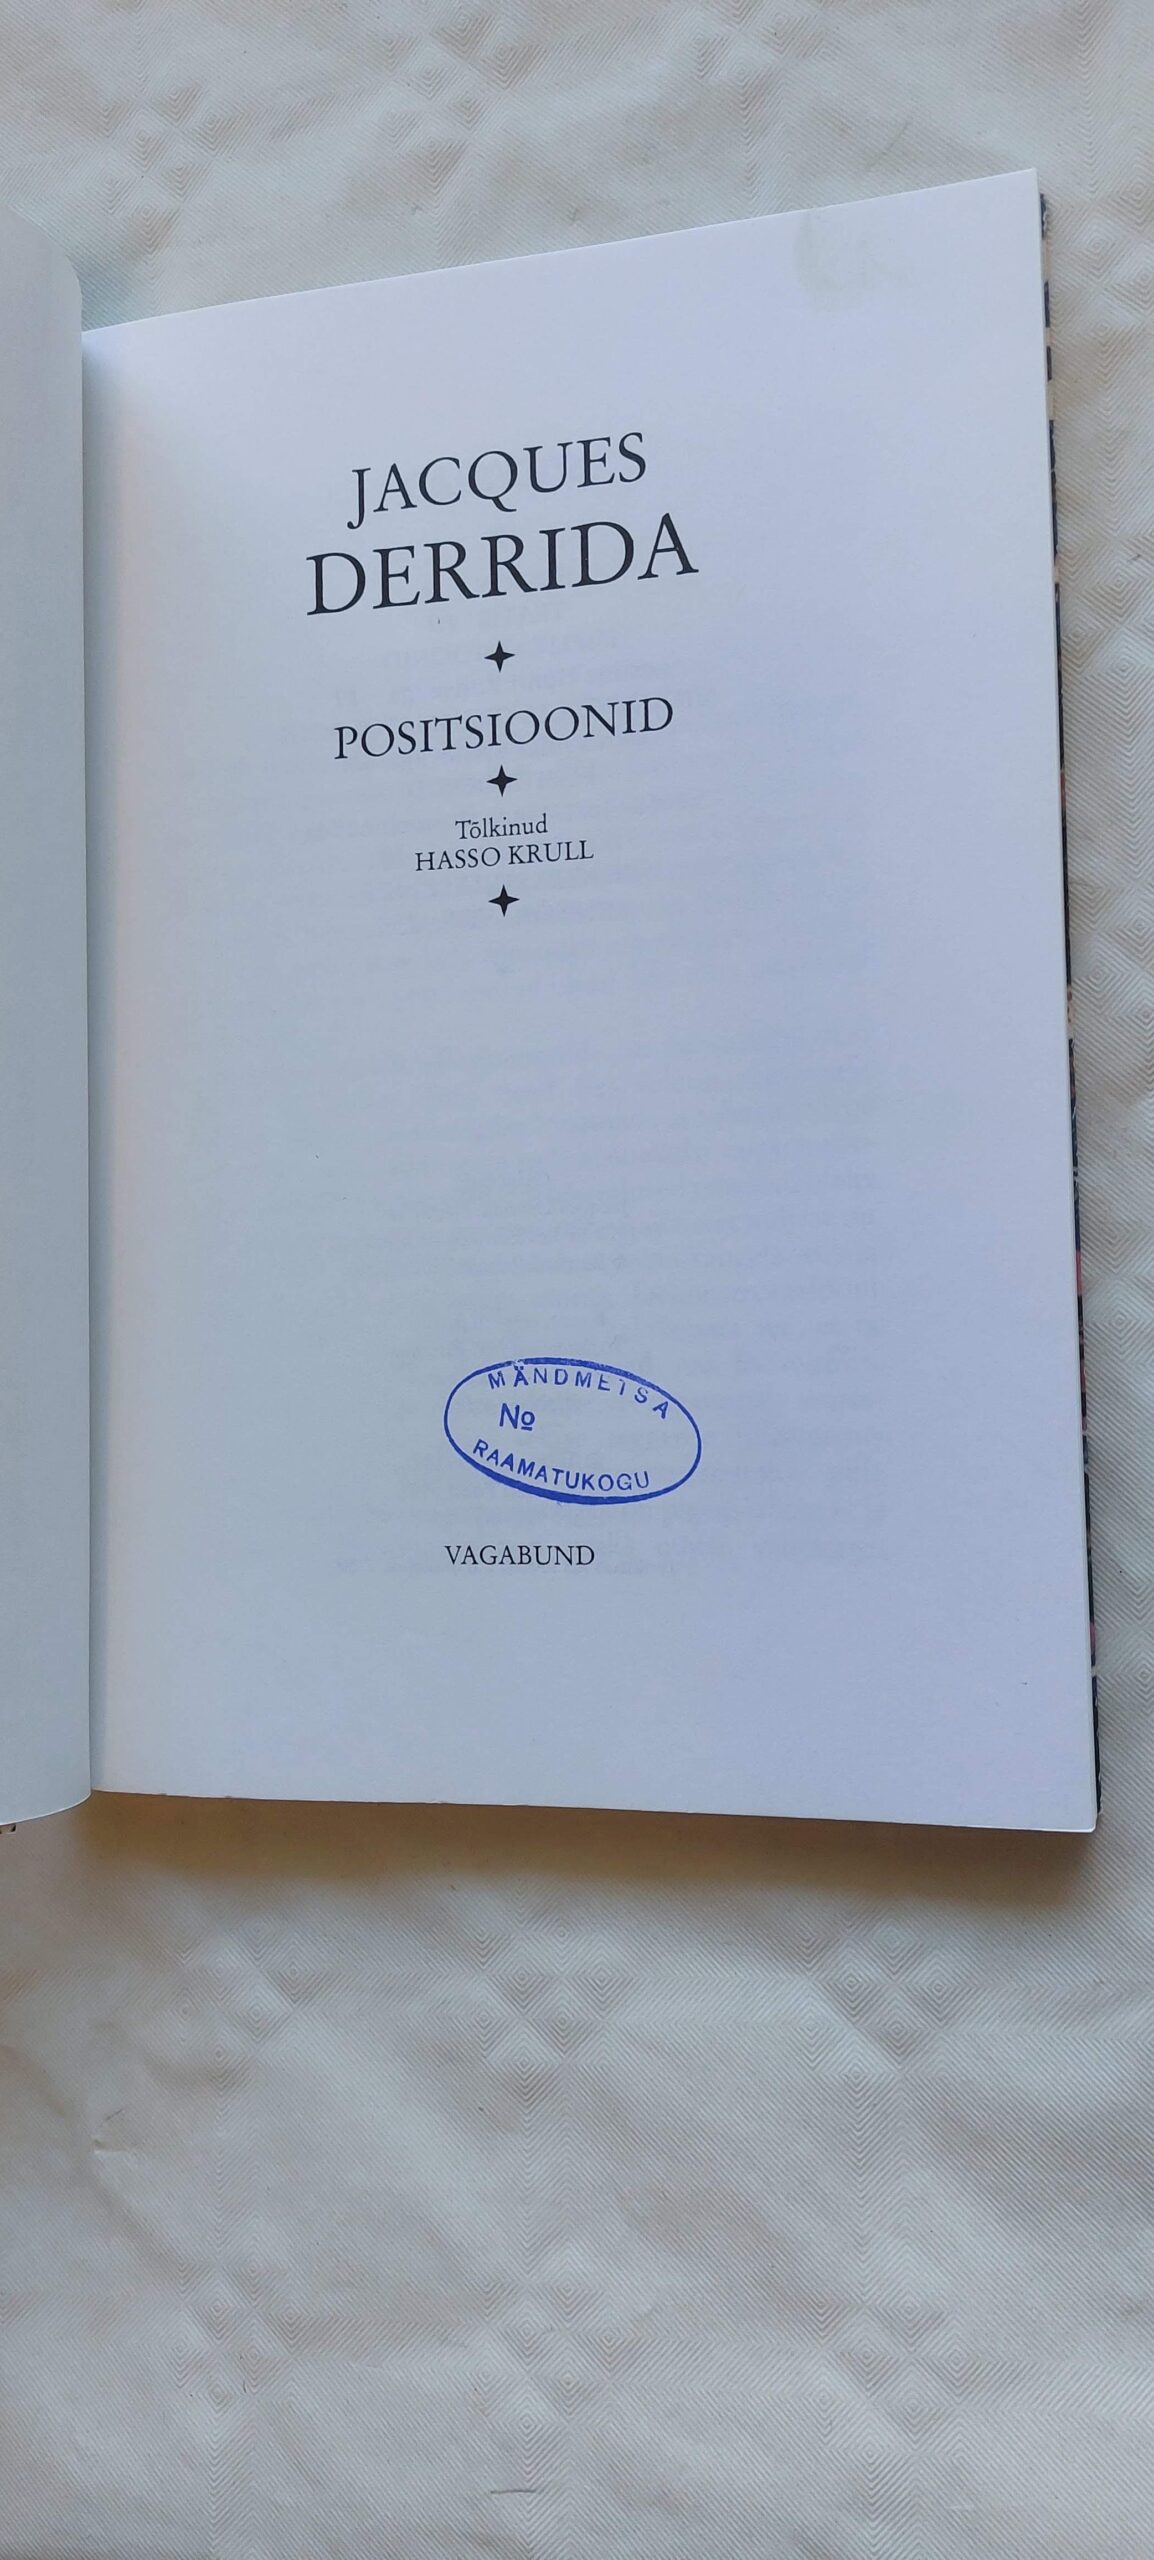 JACQUES
DERRIDA
POSITSIOONID
Tõlkinud
HASSO KRULL
MÄNDMETSA
№
RAAMATUKOGU
VAGABUND